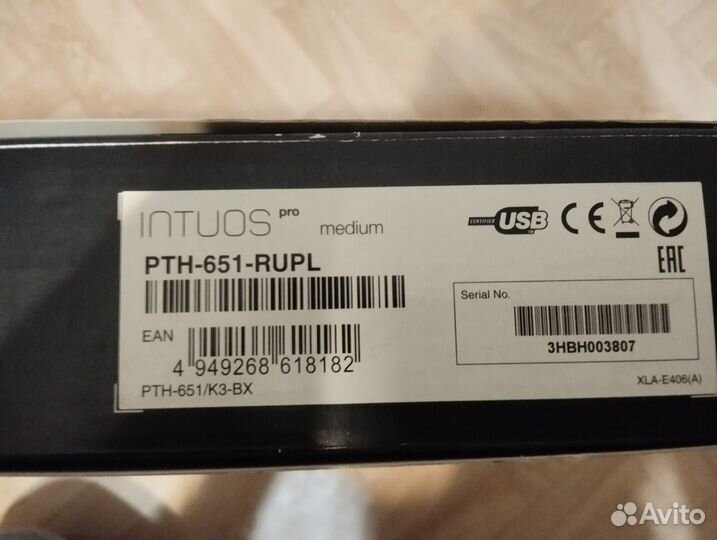 INTUOS pro medium
CERTIFIED USB CE
EAC
PTH-651-RUPL
Serial No.
3HBH003807
EAN
4 949268 618182
PTH-651/K3-BX
XLA-E406(A)
Avito